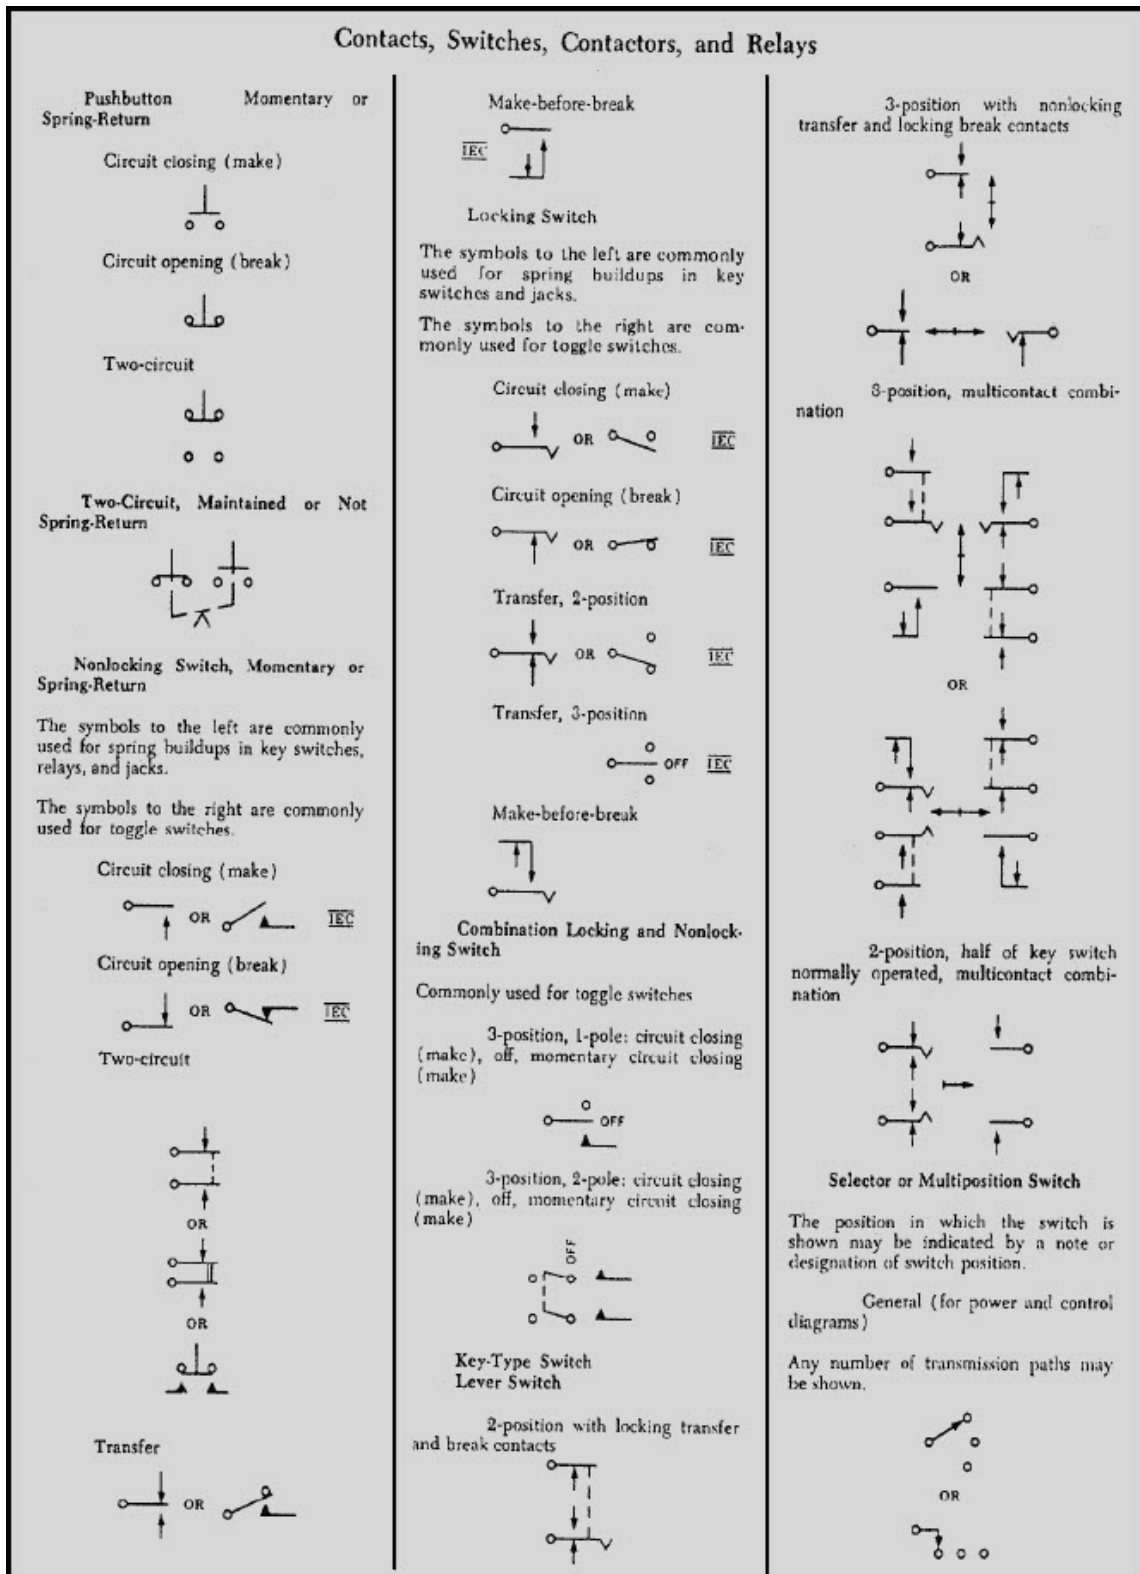 Contacts, Switches, Contactors, and Relays
Pushbutton Momentary or
Spring-Return
Circuit closing (make)
Circuit opening (break)
Two-circuit
Two-Circuit, Maintained or Not
Spring-Return
Nonlocking Switch, Momentary or
Spring-Return
The symbols to the left are commonly
used for spring buildups in key switches,
relays, and jacks.
The symbols to the right are commonly
used for toggle switches.
Circuit closing (make)
OR IEC
Circuit opening (break)
OR IEC
Two-circuit
OR
OR
Transfer
OR
Make-before-break
IEC
Locking Switch
The symbols to the left are commonly
used for spring buildups in key
switches and jacks.
The symbols to the right are com-
monly used for toggle switches.
Circuit closing (make)
OR IEC
Circuit opening (break)
OR IEC
Transfer, 2-position
OR IEC
Transfer, 3-position
OFF IEC
Make-before-break
Combination Locking and Nonlock-
ing Switch
Commonly used for toggle switches
3-position, 1-pole: circuit closing
(make), off, momentary circuit closing
(make)
OFF
3-position, 2-pole: circuit closing
(make), off, momentary circuit closing
(make)
OFF
Key-Type Switch
Lever Switch
2-position with locking transfer
and break contacts
3-position with nonlocking
transfer and locking break contacts
OR
3-position, multicontact combi-
nation
OR
2-position, half of key switch
normally operated, multicontact combi-
nation
Selector or Multiposition Switch
The position in which the switch is
shown may be indicated by a note or
designation of switch position.
General (for power and control
diagrams)
Any number of transmission paths may
be shown.
OR